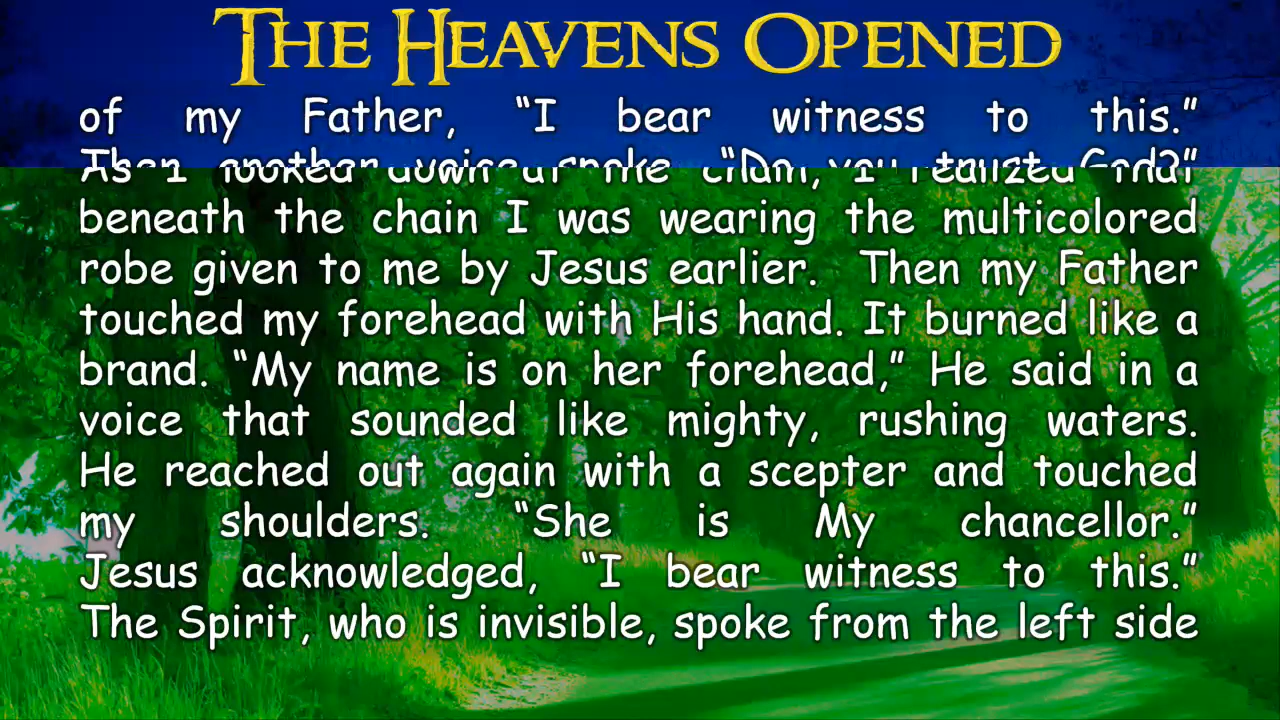 THE HEAVENS OPENED
of my Father, “I bear witness to this.”
beneath the chain I was wearing the multicolored
robe given to me by Jesus earlier. Then my Father
touched my forehead with His hand. It burned like a
brand. “My name is on her forehead,” He said in a
voice that sounded like mighty, rushing waters.
He reached out again with a scepter and touched
my shoulders. “She is My chancellor.”
Jesus acknowledged, “I bear witness to this.”
The Spirit, who is invisible, spoke from the left side